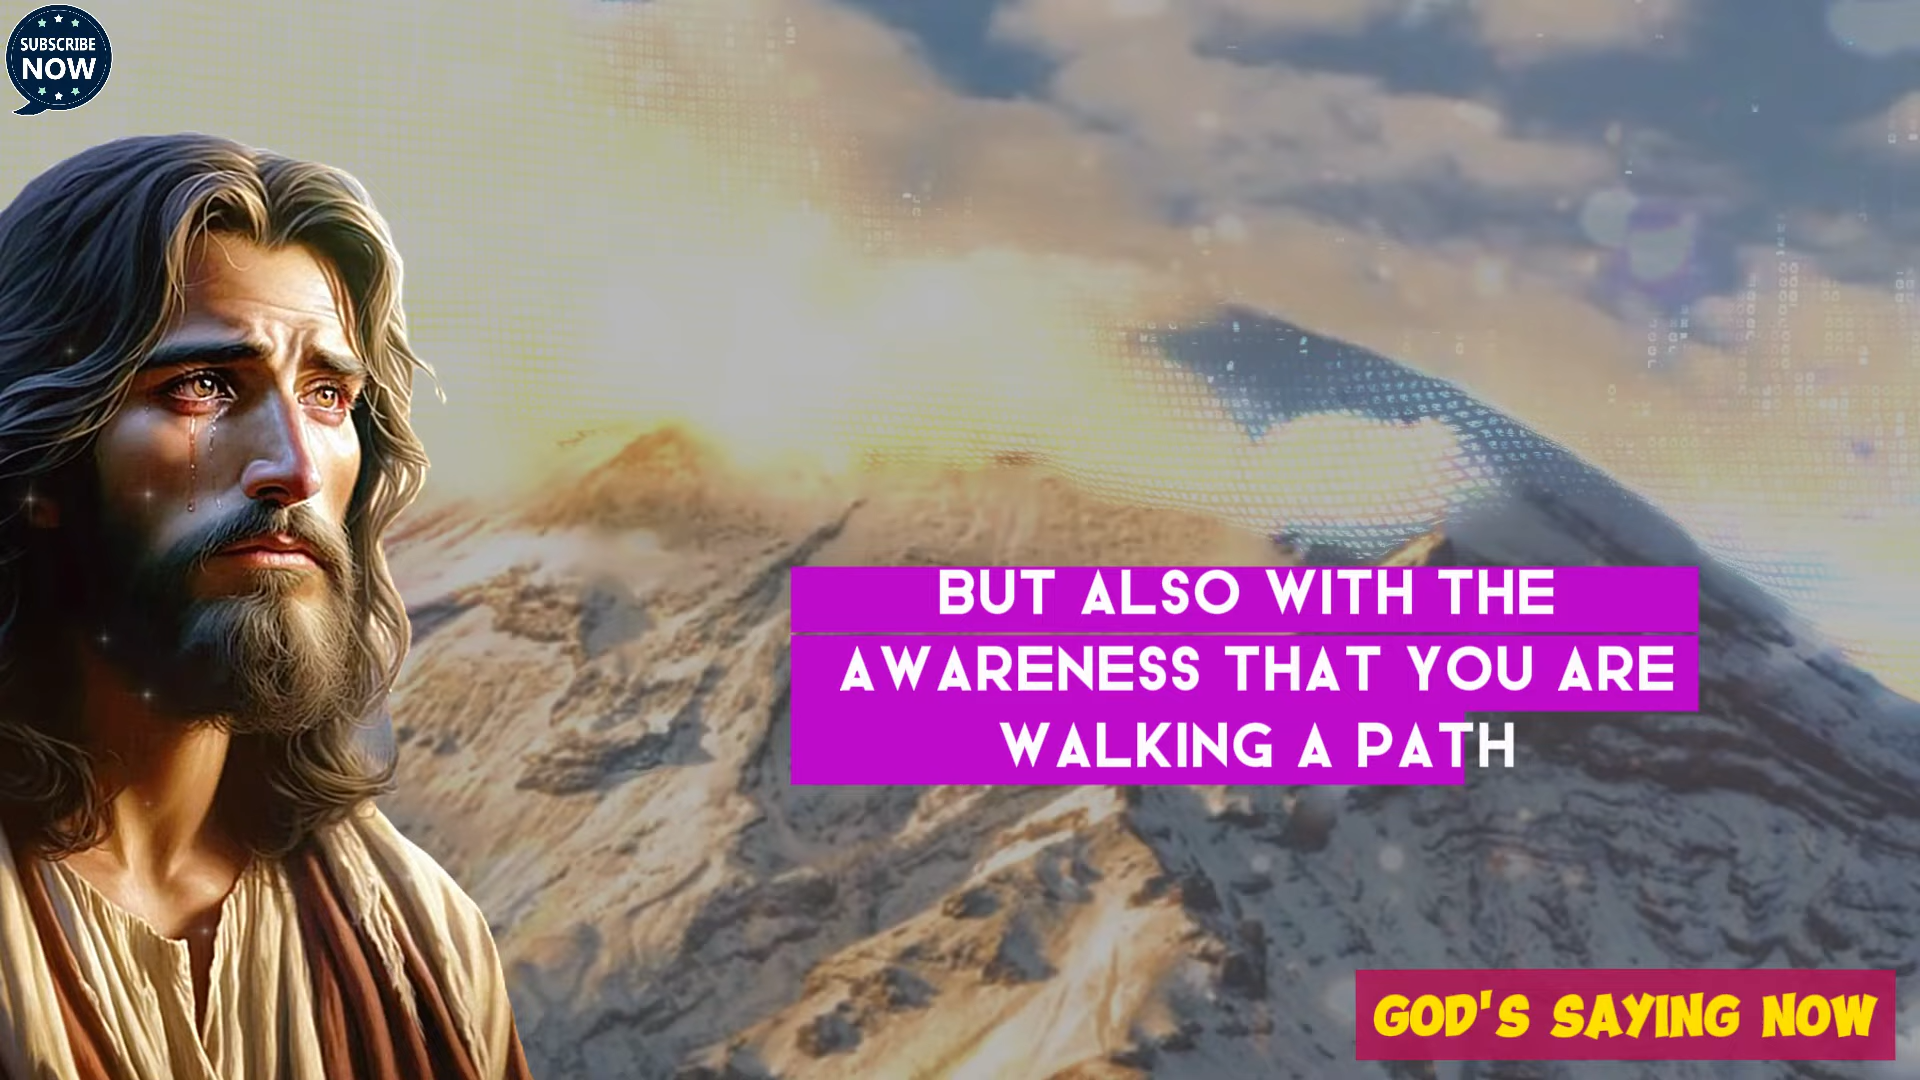 SUBSCRIBE
NOW
BUT ALSO WITH THE
AWARENESS THAT YOU ARE
WALKING A PATH
GOD'S SAYING NOW